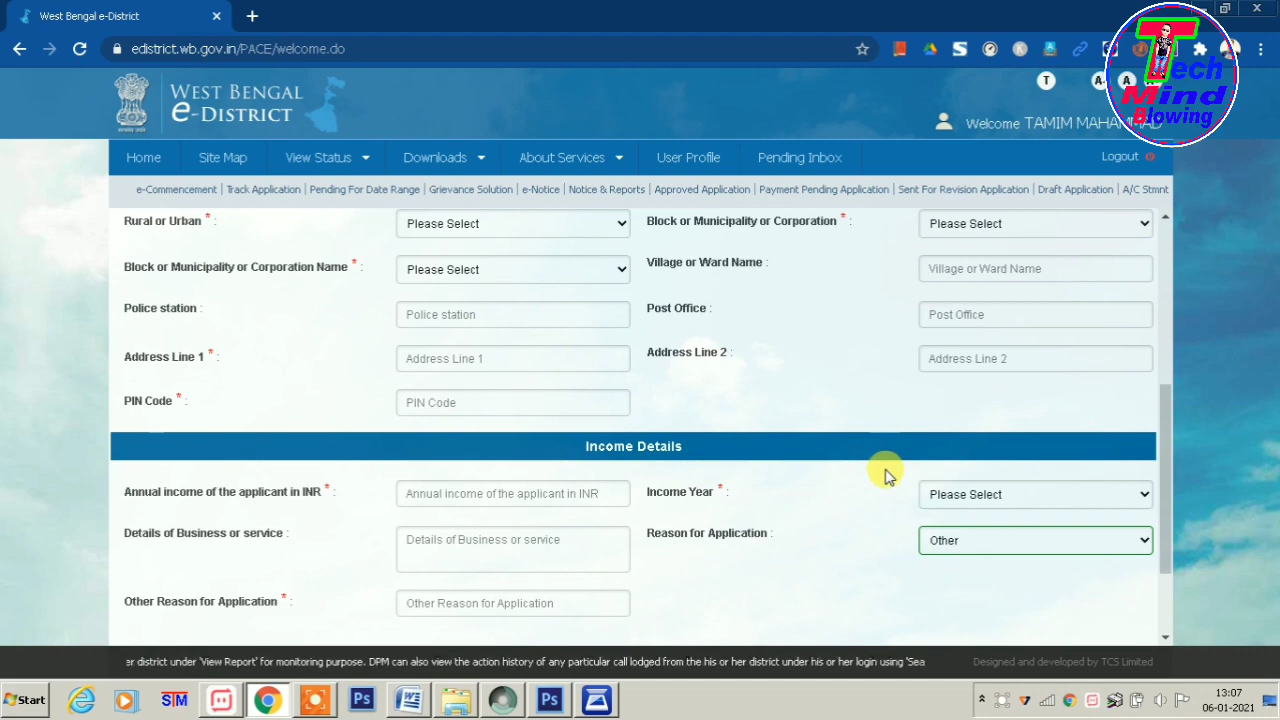 West Bengal e-District
edistrict.wb.gov.in/PACE/welcome.do
Tech
Mind
Blowing
WEST BENGAL
e-DISTRICT
T A- A
Welcome TAMIM MAHAMMAD
Home Site Map View Status Downloads About Services User Profile Pending Inbox Logout
e-Commencement | Track Application | Pending For Date Range | Grievance Solution | e-Notice | Notice & Reports | Approved Application | Payment Pending Application | Sent For Revision Application | Draft Application | A/C Stmnt
Rural or Urban * : Please Select Block or Municipality or Corporation * : Please Select
Block or Municipality or Corporation Name * : Please Select Village or Ward Name : Village or Ward Name
Police station : Police station Post Office : Post Office
Address Line 1 * : Address Line 1 Address Line 2 : Address Line 2
PIN Code * : PIN Code
Income Details
Annual income of the applicant in INR * : Annual income of the applicant in INR Income Year * : Please Select
Details of Business or service : Details of Business or service Reason for Application : Other
Other Reason for Application * : Other Reason for Application
er district under 'View Report' for monitoring purpose. DPM can also view the action history of any particular call lodged from the his or her district under his or her login using 'Sea Designed and developed by TCS Limited
Start STM Ps W Ps 13:07
06-01-2021